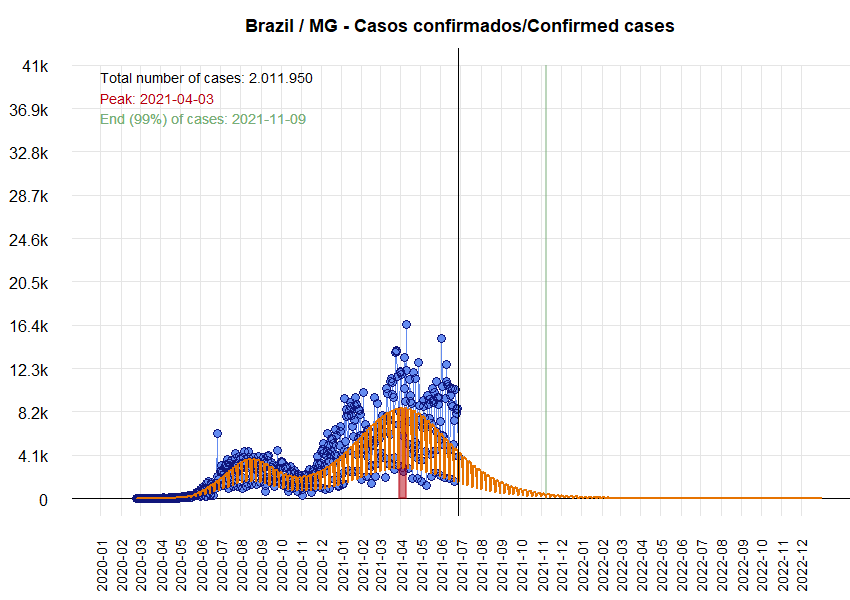 Brazil / MG - Casos confirmados/Confirmed cases
41k
Total number of cases: 2.011.950
Peak: 2021-04-03
End (99%) of cases: 2021-11-09
36.9k
32.8k
28.7k
24.6k
20.5k
16.4k
12.3k
8.2k
4.1k
0
2020-01
2020-02
2020-03
2020-04
2020-05
2020-06
2020-07
2020-08
2020-09
2020-10
2020-11
2020-12
2021-01
2021-02
2021-03
2021-04
2021-05
2021-06
2021-07
2021-08
2021-09
2021-10
2021-11
2021-12
2022-01
2022-02
2022-03
2022-04
2022-05
2022-06
2022-07
2022-08
2022-09
2022-10
2022-11
2022-12